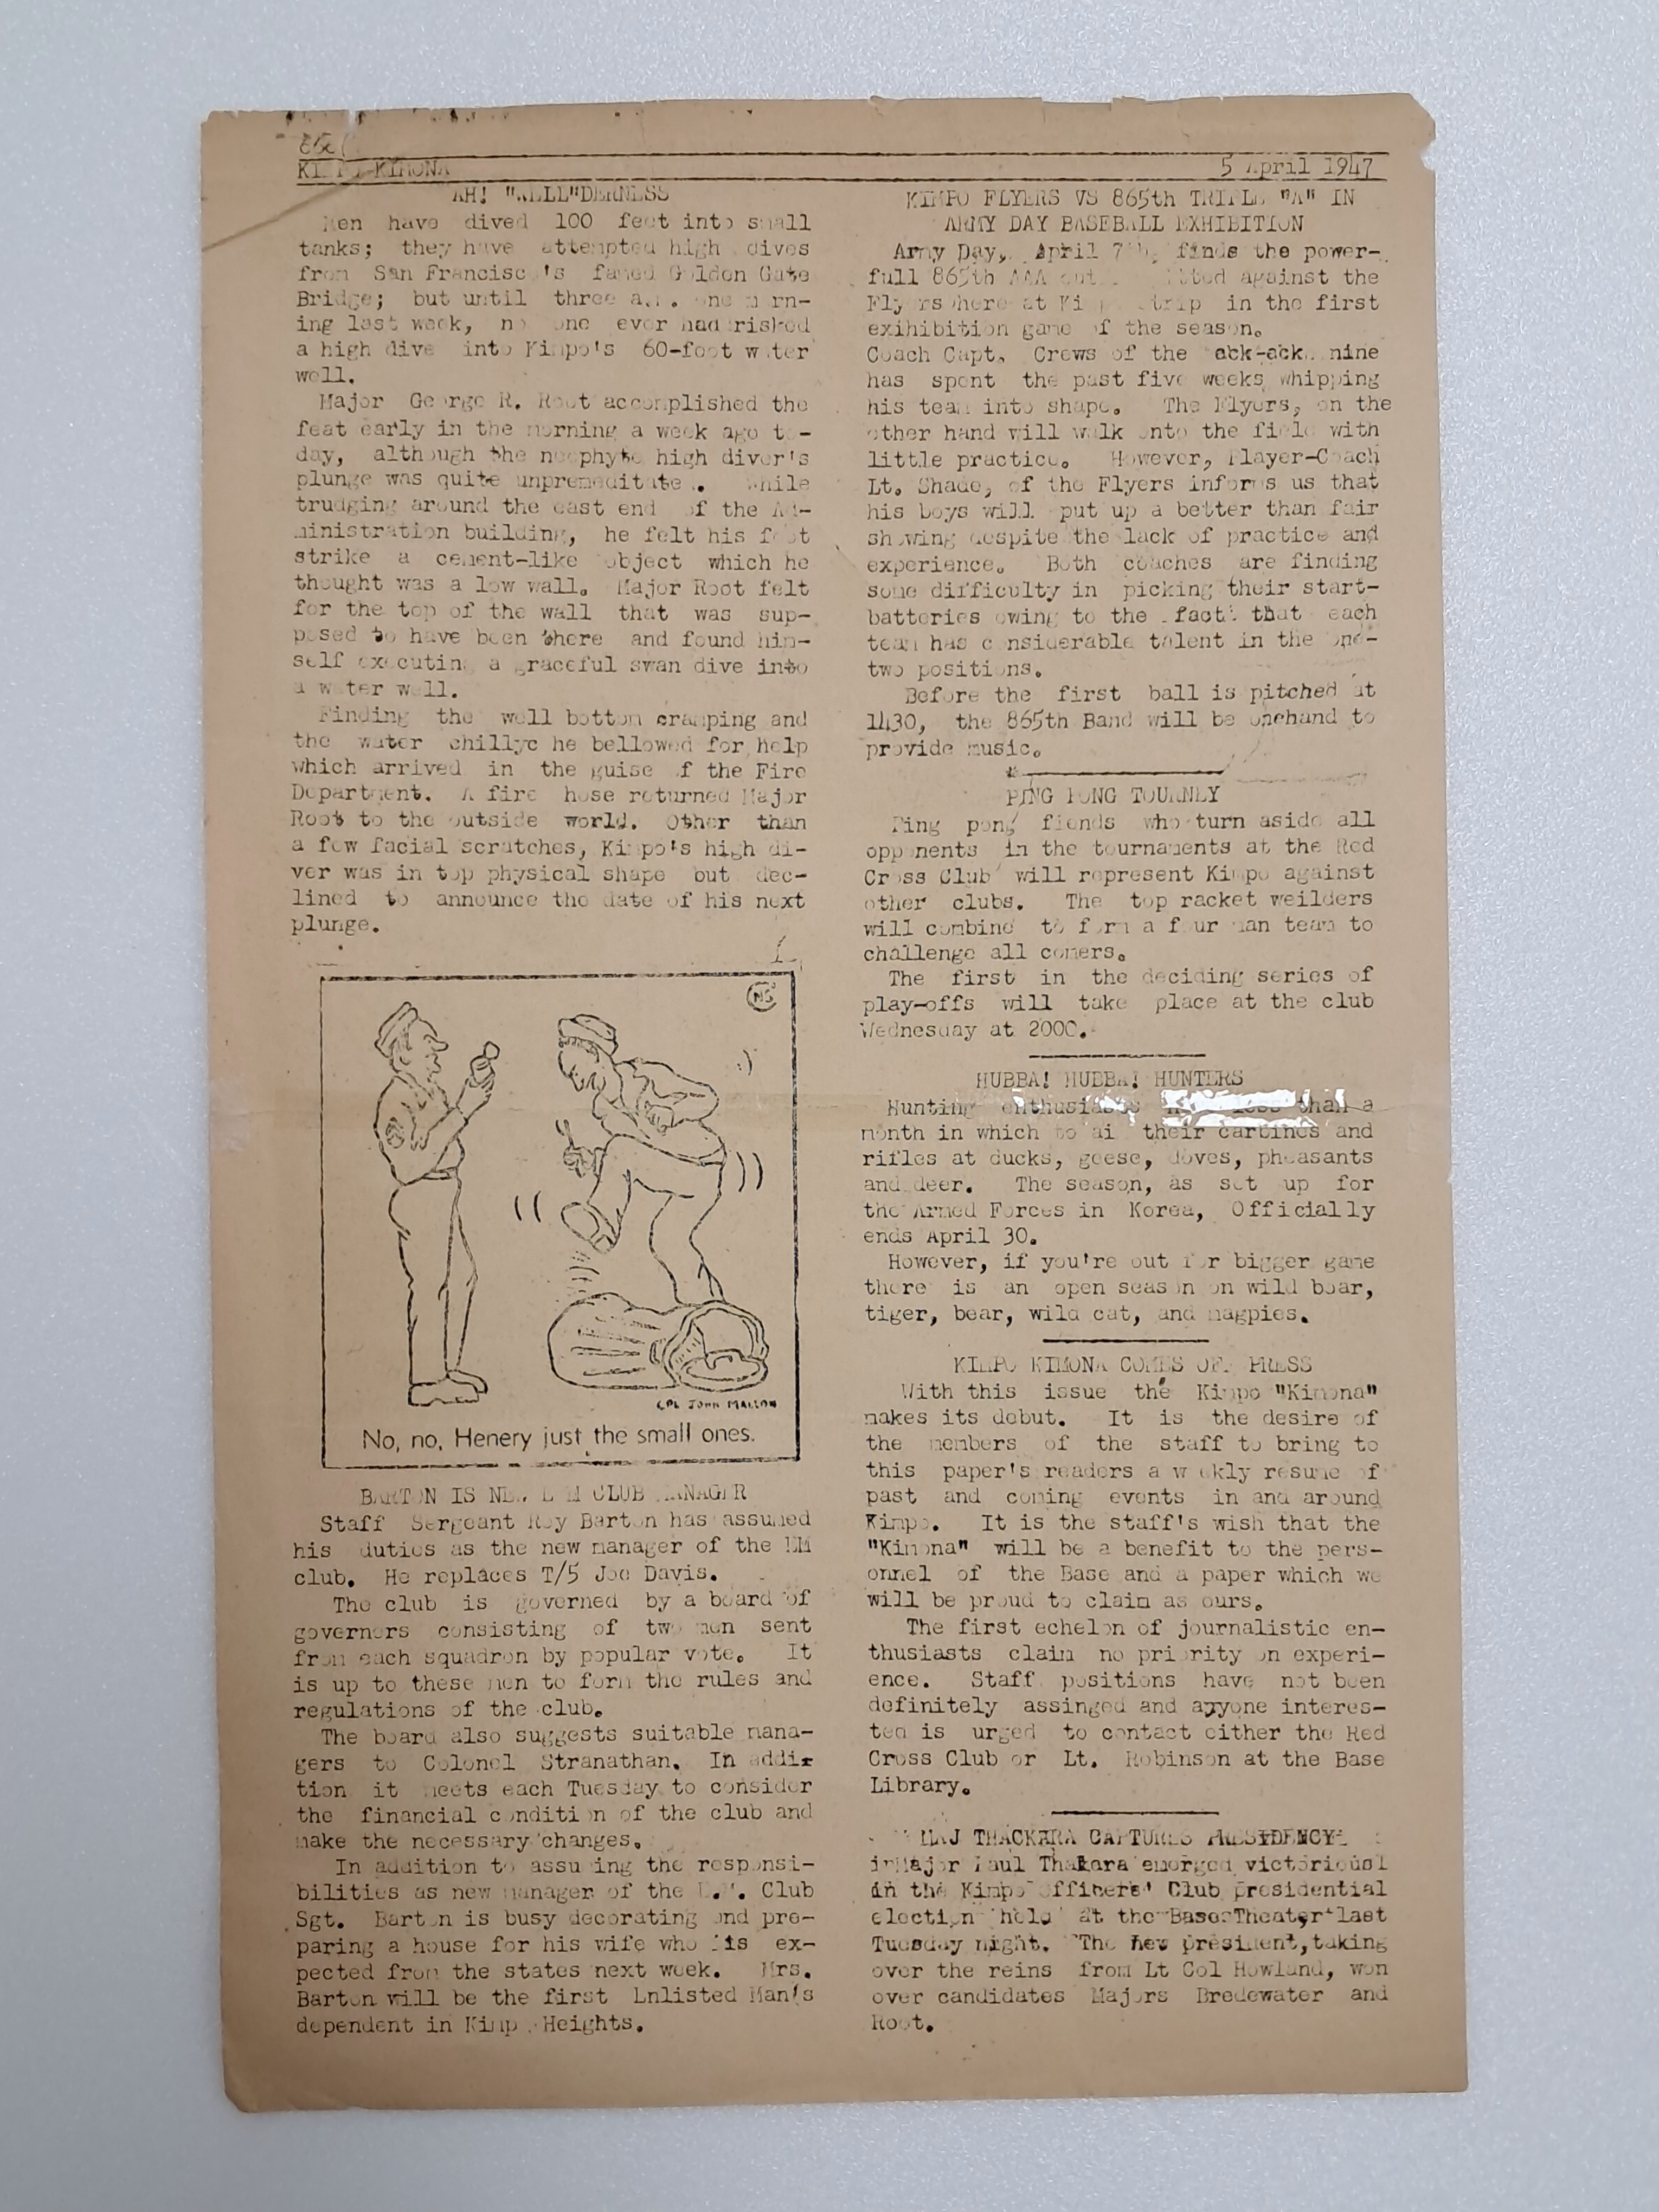 KIMPO KIMONA
5 April 1947
AH! "WELL"DERNESS
Men have dived 100 feet into small
tanks; they have attempted high dives
from San Francisco's famed Golden Gate
Bridge; but until three a.m. one morn-
ing last week, no one ever had risked
a high dive into Kimpo's 60-foot water
well.
Major George R. Root accomplished the
feat early in the morning a week ago to-
day, although the neophyte high diver's
plunge was quite unpremeditated. While
trudging around the east end of the Ad-
ministration building, he felt his foot
strike a cement-like object which he
thought was a low wall. Major Root felt
for the top of the wall that was sup-
posed to have been there and found him-
self executing a graceful swan dive into
a water well.
Finding the well bottom cramping and
the water chillyc he bellowed for help
which arrived in the guise of the Fire
Department. A fire hose returned Major
Root to the outside world. Other than
a few facial scratches, Kimpo's high di-
ver was in top physical shape but dec-
lined to announce the date of his next
plunge.
NG
CPL JOHN MALLON
No, no, Henery just the small ones.
BARTON IS NEW E M CLUB MANAGER
Staff Sergeant Roy Barton has assumed
his duties as the new manager of the EM
club. He replaces T/5 Joe Davis.
The club is governed by a board of
governors consisting of two men sent
from each squadron by popular vote. It
is up to these men to form the rules and
regulations of the club.
The board also suggests suitable mana-
gers to Colonel Stranathan. In addi
tion it meets each Tuesday to consider
the financial condition of the club and
make the necessary changes.
In addition to assuming the responsi-
bilities as new manager of the E.M. Club
Sgt. Barton is busy decorating and pre-
paring a house for his wife who is ex-
pected from the states next week. Mrs.
Barton will be the first Enlisted Man's
dependent in Kimpo Heights.
KIMPO FLYERS VS 865th TRIPLE "A" IN
ARMY DAY BASEBALL EXHIBITION
Army Day, April 7th, finds the power-
full 865th AAA pitted against the
Flyers here at Kimpo strip in the first
exihibition game of the season.
Coach Capt. Crews of the ack-ack nine
has spent the past five weeks whipping
his team into shape. The Flyers, on the
other hand will walk onto the field with
little practice. However, Player-Coach
Lt. Shade, of the Flyers informs us that
his boys will put up a better than fair
showing despite the lack of practice and
experience. Both coaches are finding
some difficulty in picking their start-
batteries owing to the fact that each
team has considerable talent in the one-
two positions.
Before the first ball is pitched at
1430, the 865th Band will be onehand to
provide music.
PING PONG TOURNEY
Ping pong fiends who turn aside all
opponents in the tournaments at the Red
Cross Club will represent Kimpo against
other clubs. The top racket weilders
will combine to form a four man team to
challenge all comers.
The first in the deciding series of
play-offs will take place at the club
Wednesday at 2000.
HUBBA! HUBBA! HUNTERS
Hunting enthusiasts less than a
month in which to aim their carbines and
rifles at ducks, geese, doves, pheasants
and deer. The season, as set up for
the Armed Forces in Korea, Officially
ends April 30.
However, if you're out for bigger game
there is an open season on wild boar,
tiger, bear, wild cat, and magpies.
KIMPO KIMONA COMES OFF PRESS
With this issue the Kimpo "Kimona"
makes its debut. It is the desire of
the members of the staff to bring to
this paper's readers a weekly resume of
past and coming events in and around
Kimpo. It is the staff's wish that the
"Kimona" will be a benefit to the pers-
onnel of the Base and a paper which we
will be proud to claim as ours.
The first echelon of journalistic en-
thusiasts claim no priority on experi-
ence. Staff positions have not been
definitely assinged and anyone interes-
ted is urged to contact either the Red
Cross Club or Lt. Robinson at the Base
Library.
MAJ THACKARA CAPTURES PRESIDENCY
Major Paul Thakara emerged victorious
in the Kimpo Officers' Club presidential
election held at the Base Theater last
Tuesday night. The new president, taking
over the reins from Lt Col Howland, won
over candidates Majors Bredewater and
Root.